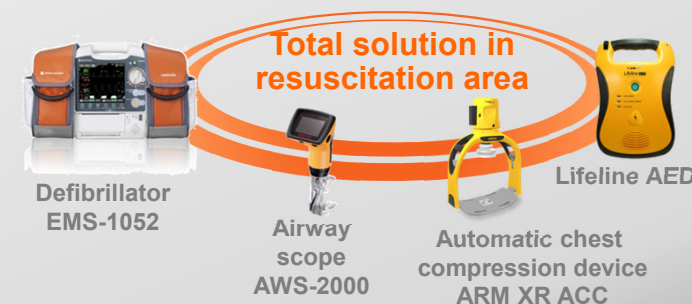 Total solution in
resuscitation area
Lifeline
Defibrillator
EMS-1052
Airway
scope
AWS-2000
Automatic chest
compression device
ARM XR ACC
Lifeline AED